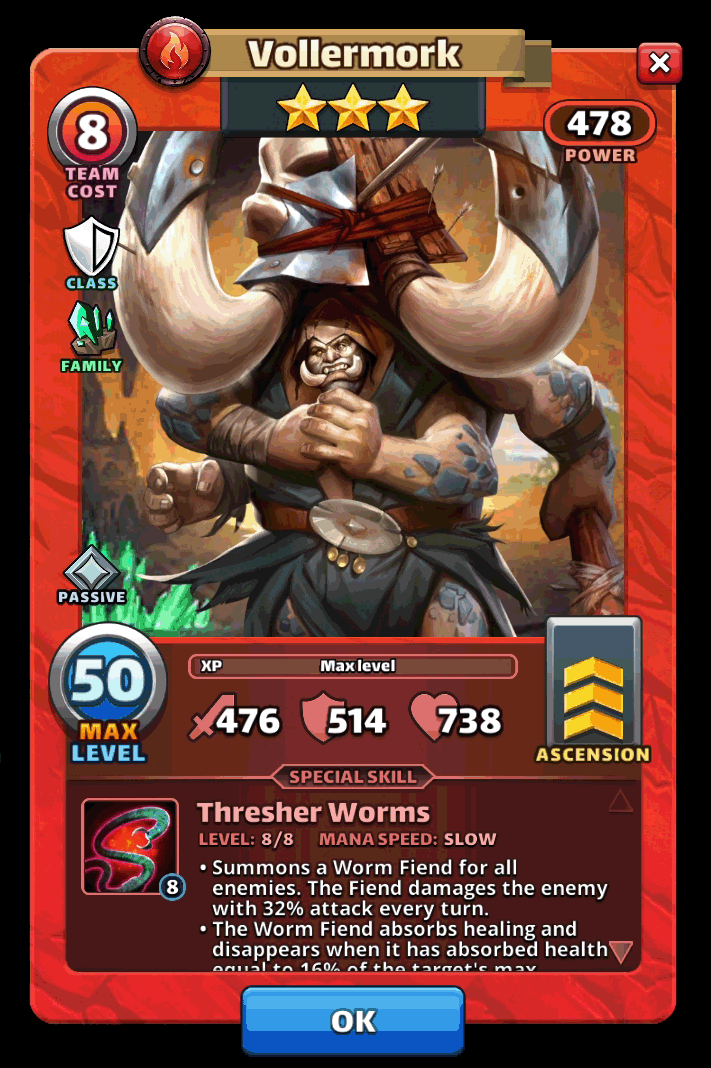 Vollermork
8
TEAM
COST
478
POWER
CLASS
FAMILY
PASSIVE
50
MAX
LEVEL
XP Max level
476 514 738
ASCENSION
SPECIAL SKILL
Thresher Worms
LEVEL: 8/8 MANA SPEED: SLOW
8
• Summons a Worm Fiend for all
enemies. The Fiend damages the enemy
with 32% attack every turn.
• The Worm Fiend absorbs healing and
disappears when it has absorbed health
equal to 16% of the target's max
OK